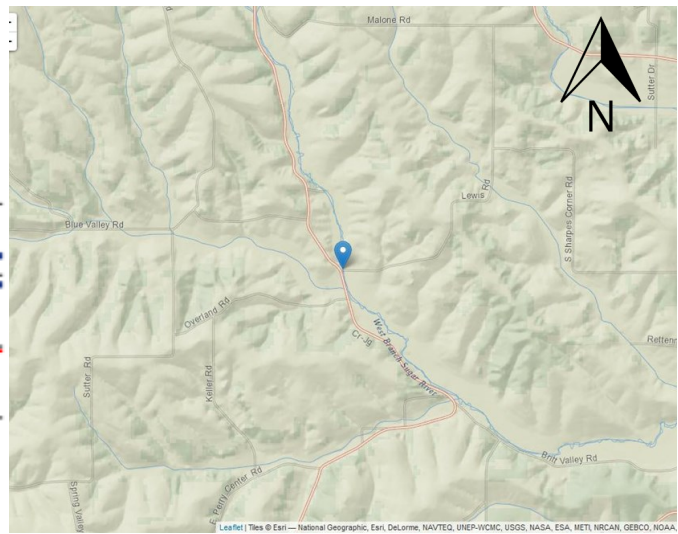 Malone Rd
Sutter Dr
N
Lewis Rd
S Sharpes Corner Rd
Blue Valley Rd
Overland Rd
Cr-Jg
West Branch Sugar River
Sutter Rd
Keller Rd
Britt Valley Rd
E Perry Center Rd
Spring Valley
Leaflet | Tiles © Esri — National Geographic, Esri, DeLorme, NAVTEQ, UNEP-WCMC, USGS, NASA, ESA, METI, NRCAN, GEBCO, NOAA,